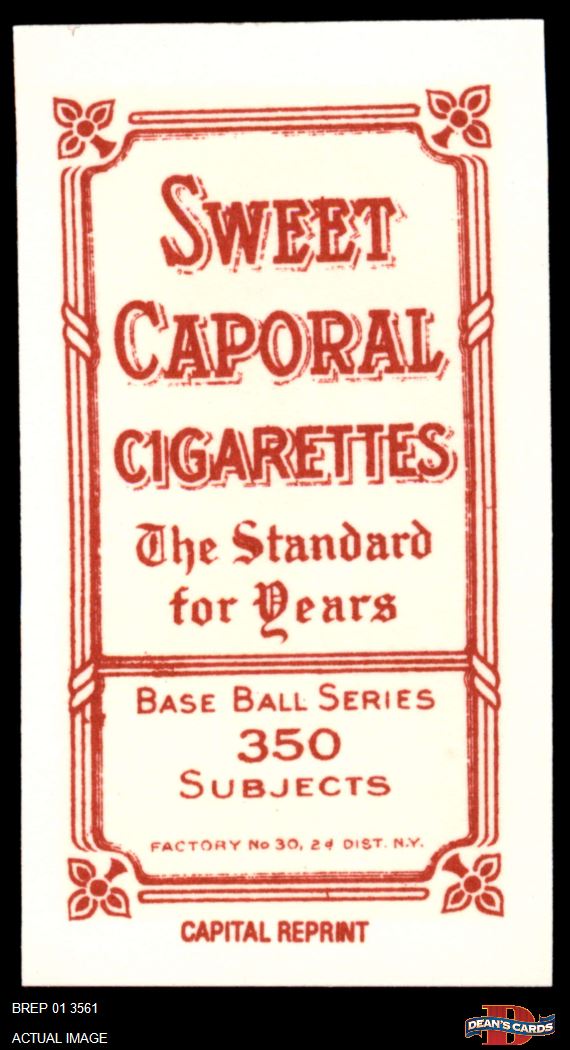 SWEET
CAPORAL
CIGARETTES
The Standard
for Years
BASE BALL SERIES
350
SUBJECTS
FACTORY No 30, 2d DIST. N.Y.
CAPITAL REPRINT
BREP 01 3561
ACTUAL IMAGE
D
DEAN'S CARDS